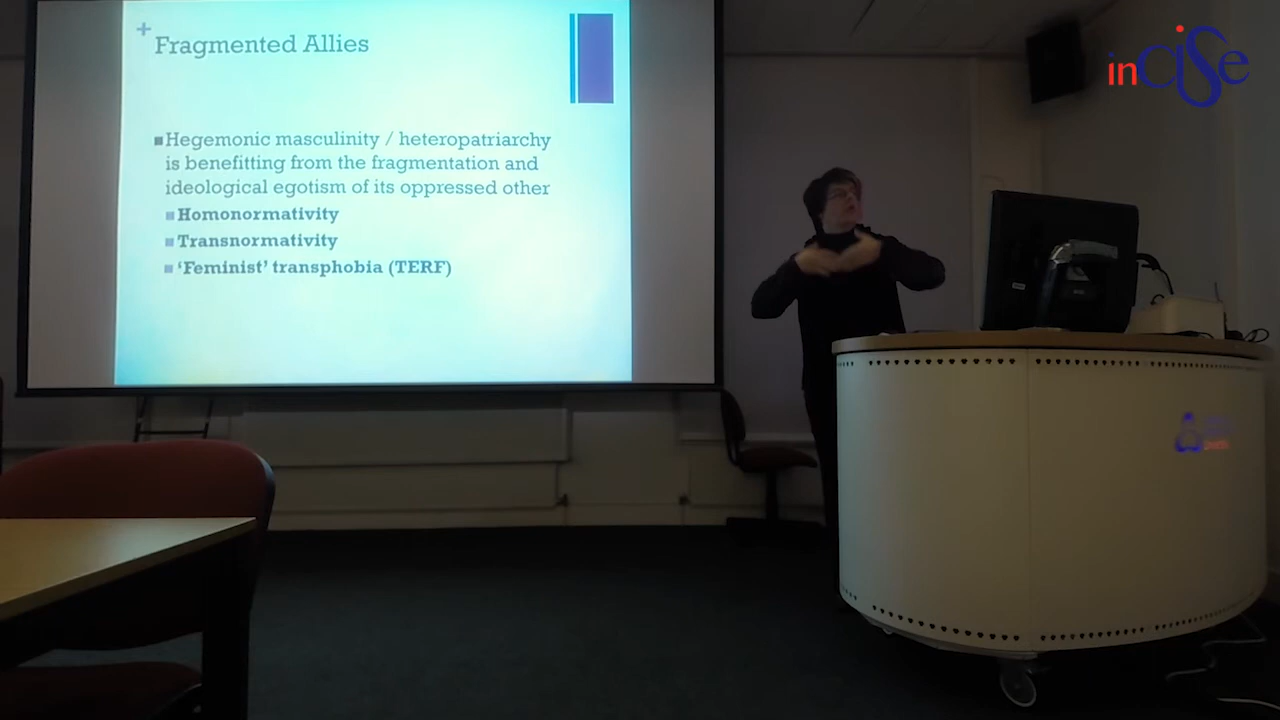 +
Fragmented Allies
Hegemonic masculinity / heteropatriarchy
is benefitting from the fragmentation and
ideological egotism of its oppressed other
Homonormativity
Transnormativity
‘Feminist’ transphobia (TERF)
inCiSe